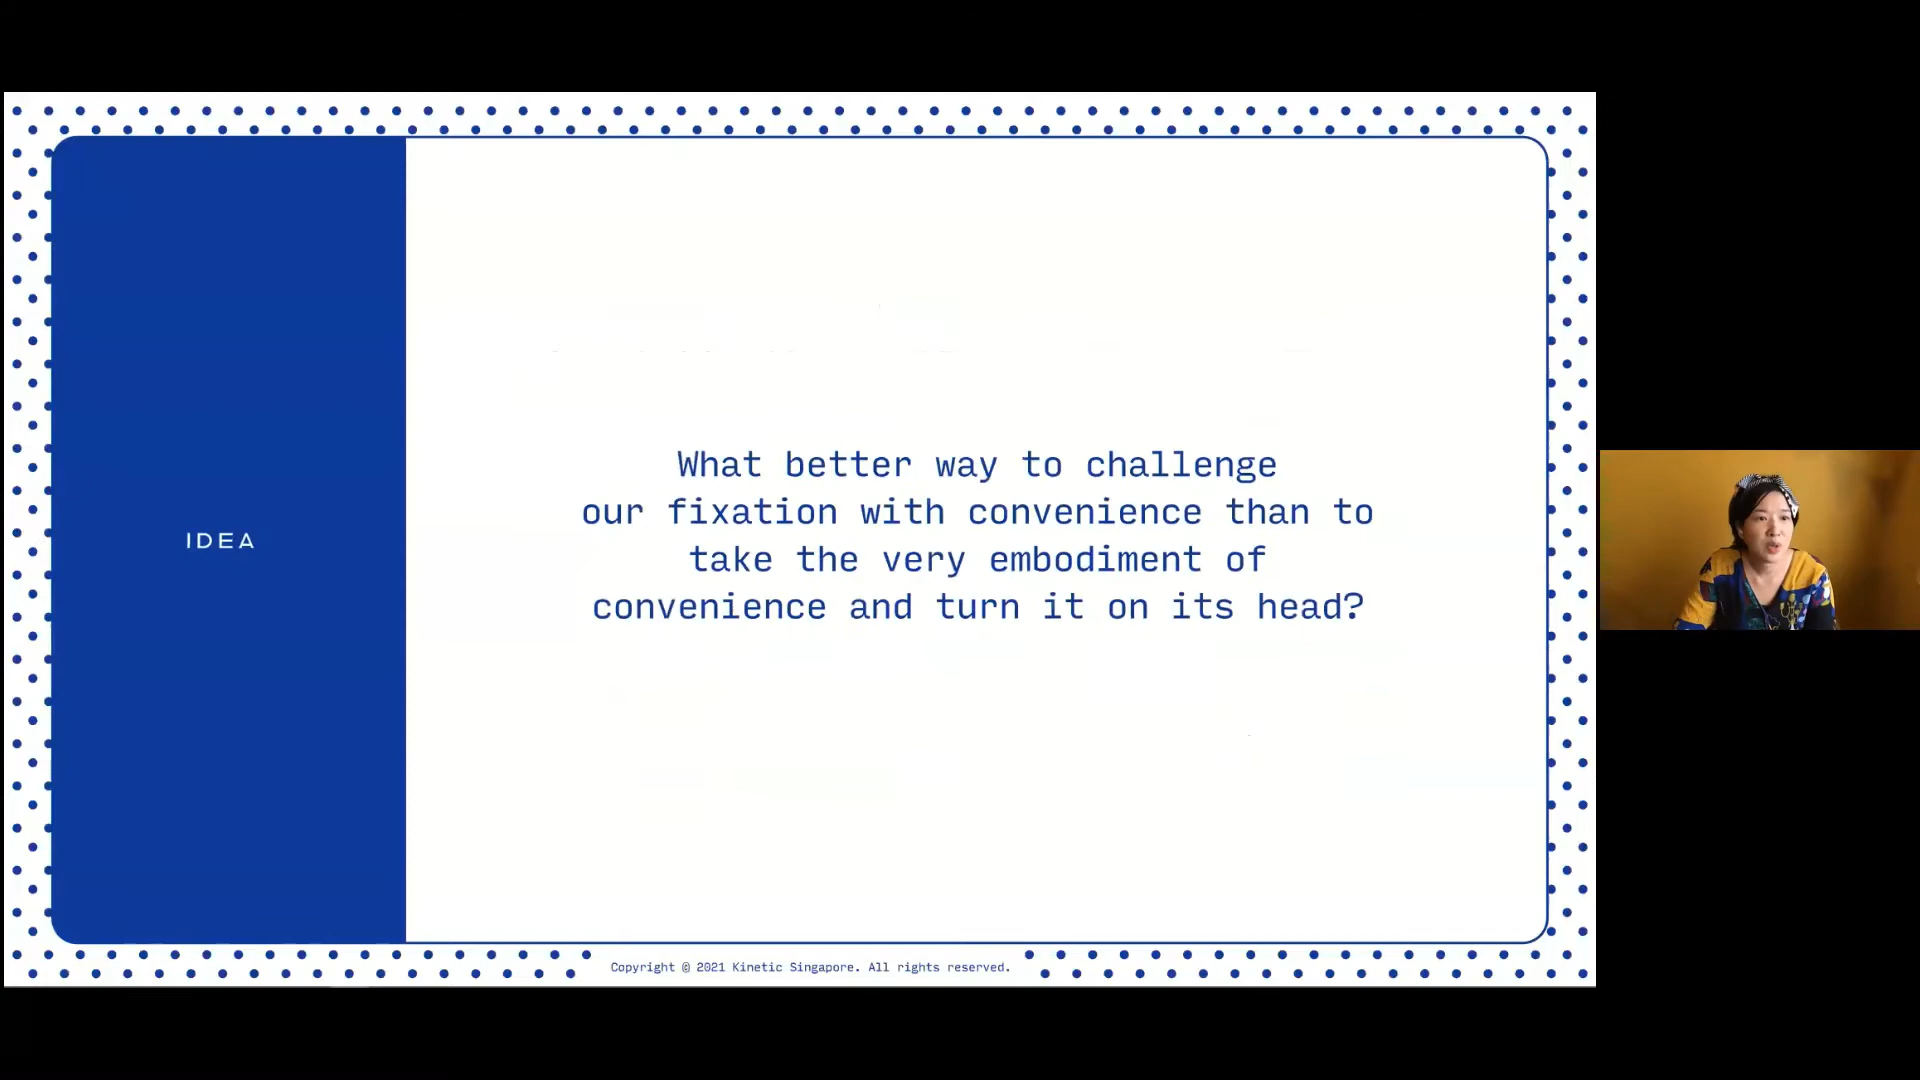 IDEA
What better way to challenge
our fixation with convenience than to
take the very embodiment of
convenience and turn it on its head?
Copyright © 2021 Kinetic Singapore. All rights reserved.